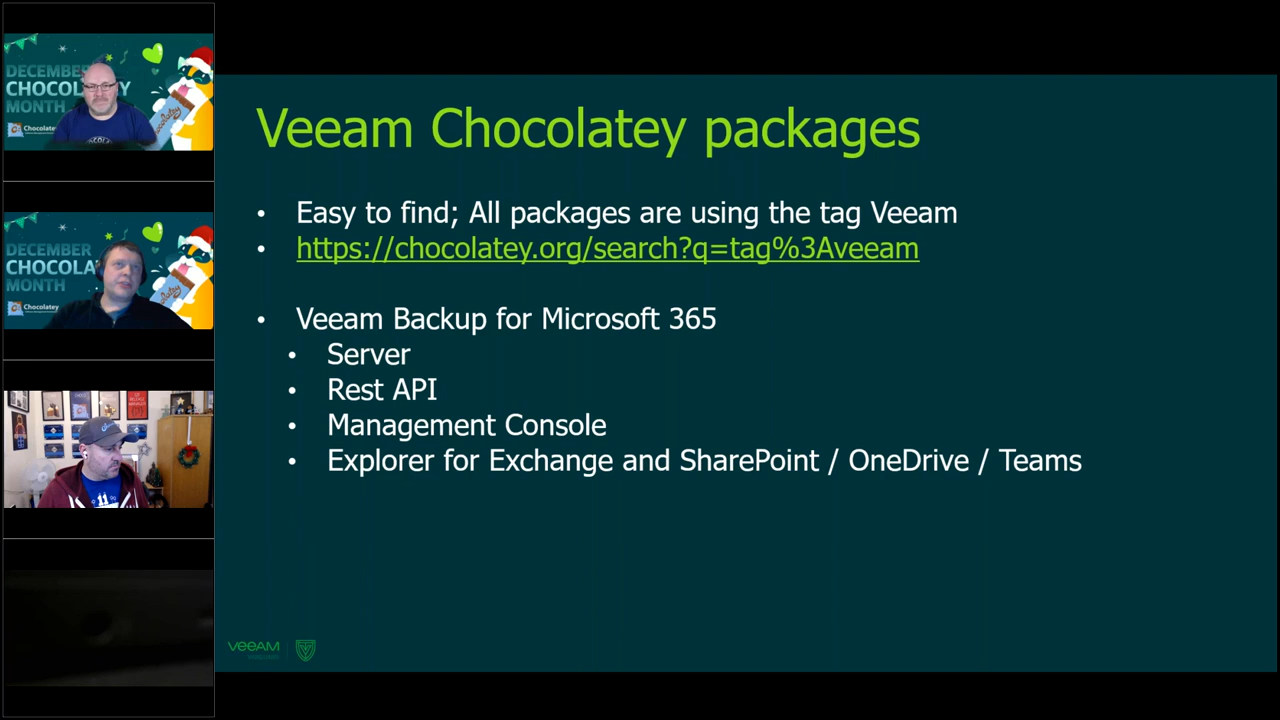 DECEMBER
CHOCOLATEY
MONTH
Chocolatey
DECEMBER
CHOCOLA
MONTH
Chocolatey
Veeam Chocolatey packages
• Easy to find; All packages are using the tag Veeam
• https://chocolatey.org/search?q=tag%3Aveeam
• Veeam Backup for Microsoft 365
• Server
• Rest API
• Management Console
• Explorer for Exchange and SharePoint / OneDrive / Teams
veeAM